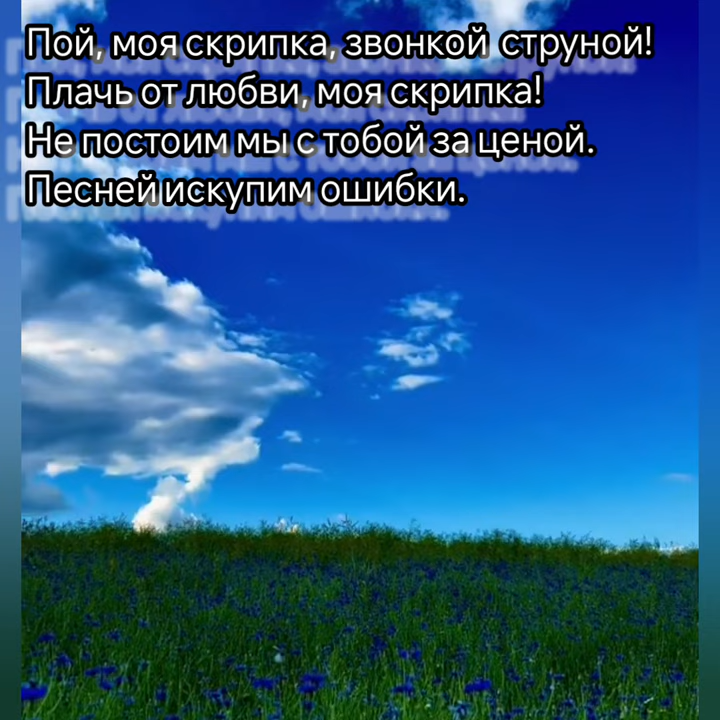 Пой, моя скрипка, звонкой струной!
Плачь от любви, моя скрипка!
Не постоим мы с тобой за ценой.
Песней искупим ошибки.